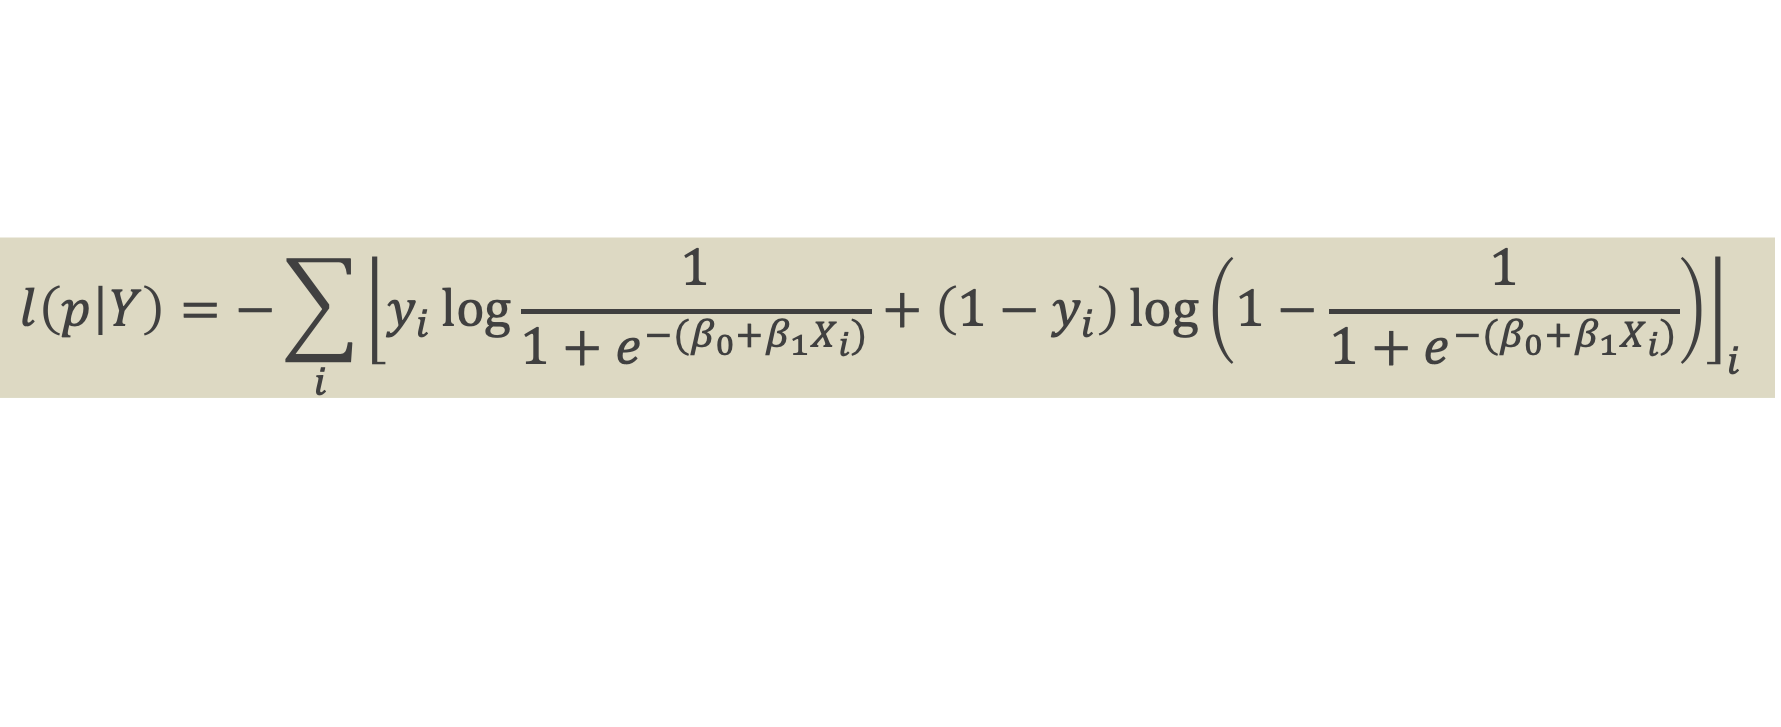 l(p|Y) = − ∑_i ⌊y_i log 1/(1 + e^{−(β_0+β_1X_i)}) + (1 − y_i) log(1 − 1/(1 + e^{−(β_0+β_1X_i)}))⌋_i